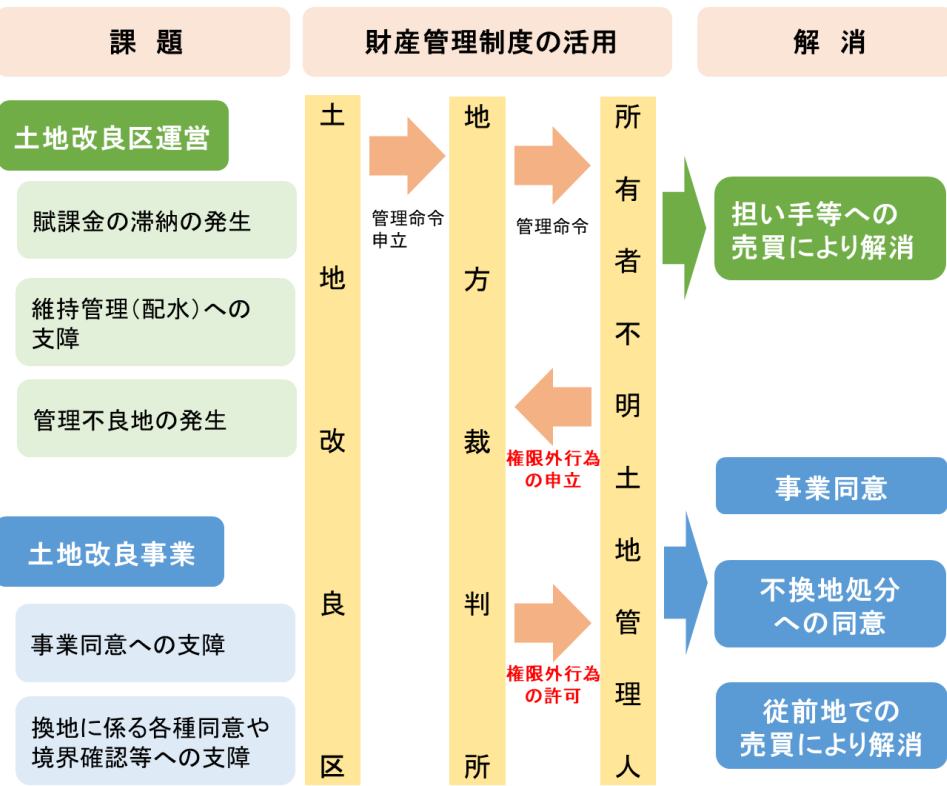 課 題
財産管理制度の活用
解 消
土地改良区運営
賦課金の滞納の発生
維持管理(配水)への
支障
管理不良地の発生
土地改良事業
事業同意への支障
換地に係る各種同意や
境界確認等への支障
土地改良区
管理命令
申立
地方裁判所
管理命令
権限外行為
の申立
権限外行為
の許可
所有者不明土地管理人
担い手等への
売買により解消
事業同意
不換地処分
への同意
従前地での
売買により解消